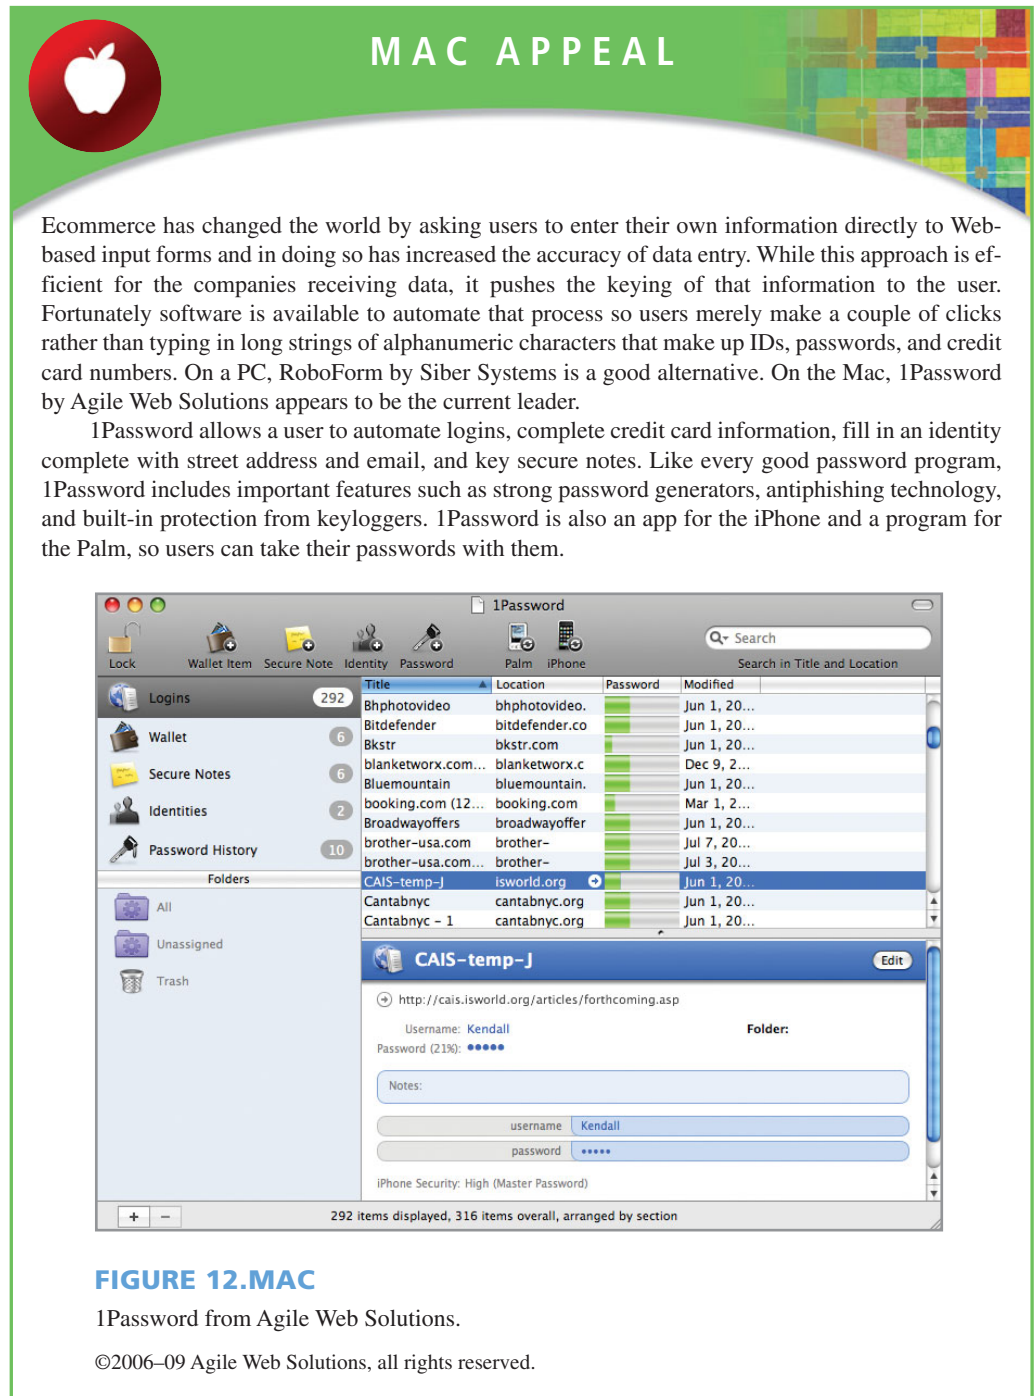 MAC APPEAL
Ecommerce has changed the world by asking users to enter their own information directly to Web-
based input forms and in doing so has increased the accuracy of data entry. While this approach is ef-
ficient for the companies receiving data, it pushes the keying of that information to the user.
Fortunately software is available to automate that process so users merely make a couple of clicks
rather than typing in long strings of alphanumeric characters that make up IDs, passwords, and credit
card numbers. On a PC, RoboForm by Siber Systems is a good alternative. On the Mac, 1Password
by Agile Web Solutions appears to be the current leader.
1Password allows a user to automate logins, complete credit card information, fill in an identity
complete with street address and email, and key secure notes. Like every good password program,
1Password includes important features such as strong password generators, antiphishing technology,
and built-in protection from keyloggers. 1Password is also an app for the iPhone and a program for
the Palm, so users can take their passwords with them.
1Password
Lock Wallet Item Secure Note Identity Password Palm iPhone
Search
Search in Title and Location
Logins 292
Wallet 6
Secure Notes 6
Identities 2
Password History 10
Folders
All
Unassigned
Trash
Title Location Password Modified
Bhphotovideo bhphotovideo. Jun 1, 20...
Bitdefender bitdefender.co Jun 1, 20...
Bkstr bkstr.com Jun 1, 20...
blanketworx.com... blanketworx.c Dec 9, 2...
Bluemountain bluemountain. Jun 1, 20...
booking.com (12... booking.com Mar 1, 2...
Broadwayoffers broadwayoffer Jun 1, 20...
brother-usa.com brother- Jul 7, 20...
brother-usa.com... brother- Jul 3, 20...
CAIS-temp-J isworld.org Jun 1, 20...
Cantabnyc cantabnyc.org Jun 1, 20...
Cantabnyc - 1 cantabnyc.org Jun 1, 20...
CAIS-temp-J Edit
http://cais.isworld.org/articles/forthcoming.asp
Username: Kendall Folder:
Password (21%): •••••
Notes:
username Kendall
password •••••
iPhone Security: High (Master Password)
+ −
292 items displayed, 316 items overall, arranged by section
FIGURE 12.MAC
1Password from Agile Web Solutions.
©2006–09 Agile Web Solutions, all rights reserved.